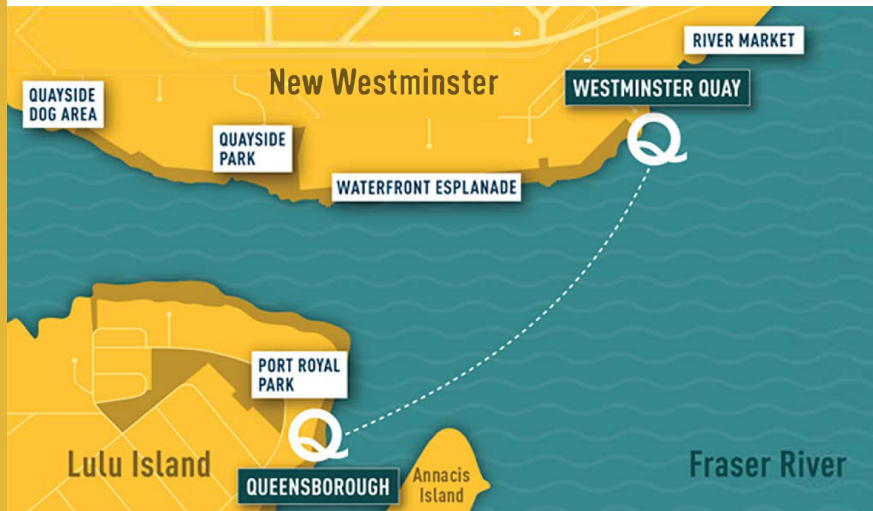 RIVER MARKET
New Westminster
WESTMINSTER QUAY
QUAYSIDE
DOG AREA
Q
QUAYSIDE
PARK
WATERFRONT ESPLANADE
PORT ROYAL
PARK
Q
Lulu Island
QUEENSBOROUGH
Annacis
Island
Fraser River